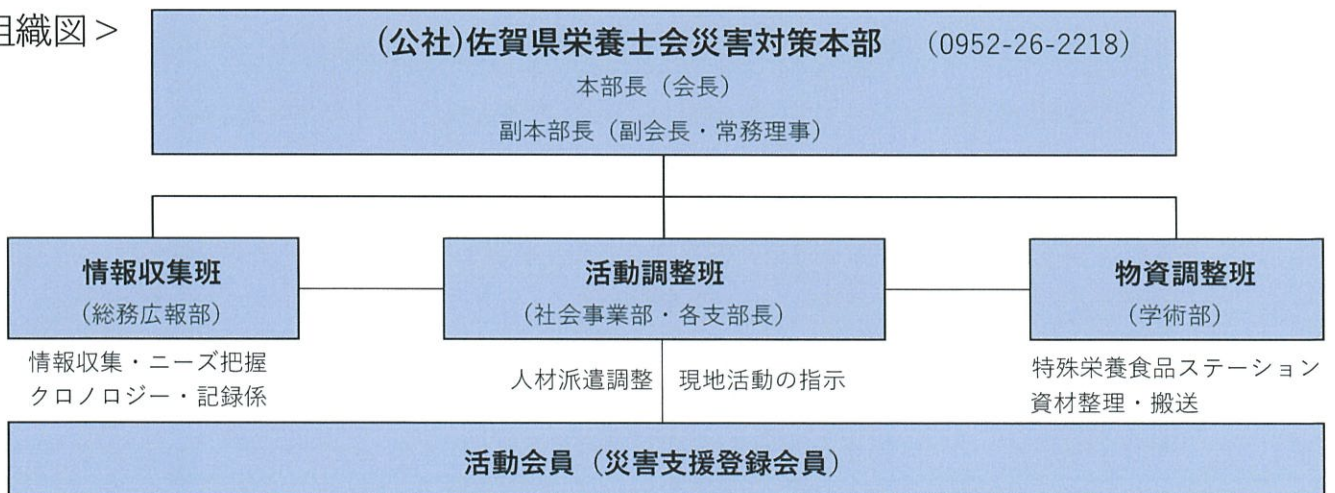 組織図>
(公社)佐賀県栄養士会災害対策本部 (0952-26-2218)
本部長（会長）
副本部長（副会長・常務理事）
情報収集班
（総務広報部）
活動調整班
（社会事業部・各支部長）
物資調整班
（学術部）
情報収集・ニーズ把握
クロノロジー・記録係
人材派遣調整 現地活動の指示
特殊栄養食品ステーション
資材整理・搬送
活動会員（災害支援登録会員）